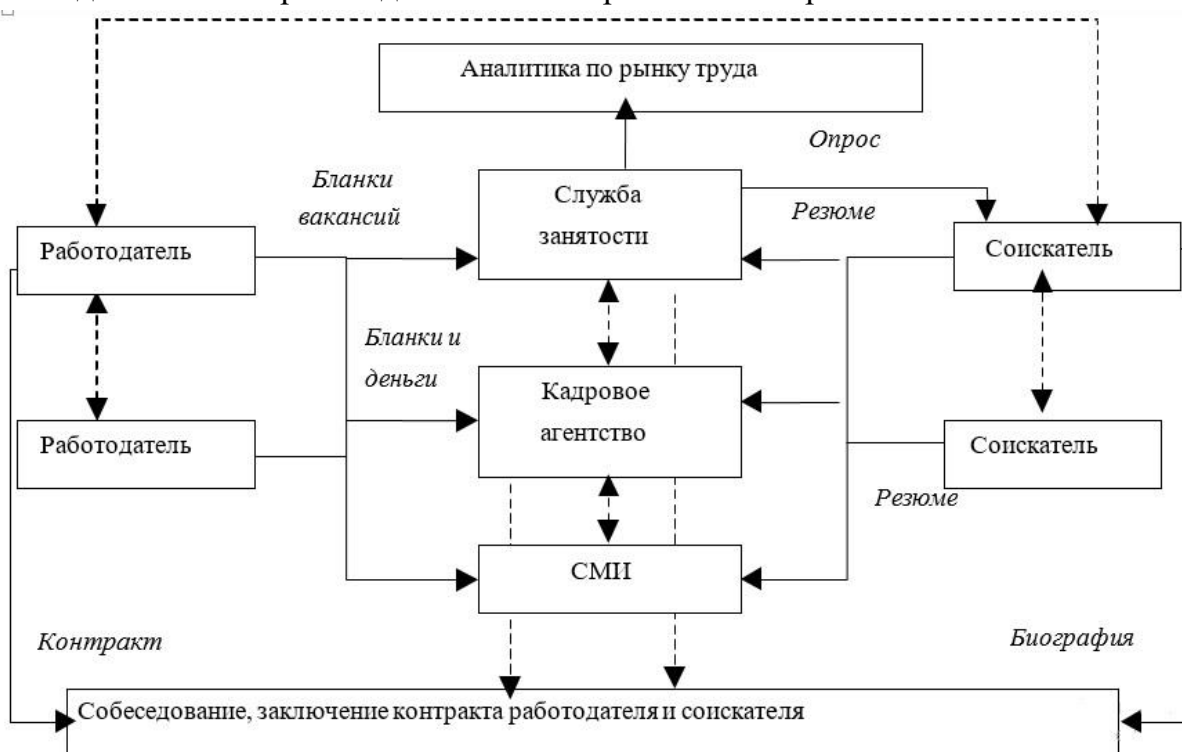 Аналитика по рынку труда
Опрос
Бланки
вакансий
Служба
занятости
Резюме
Работодатель
Соискатель
Бланки и
деньги
Кадровое
агентство
Работодатель
Соискатель
Резюме
СМИ
Контракт
Биография
Собеседование, заключение контракта работодателя и соискателя